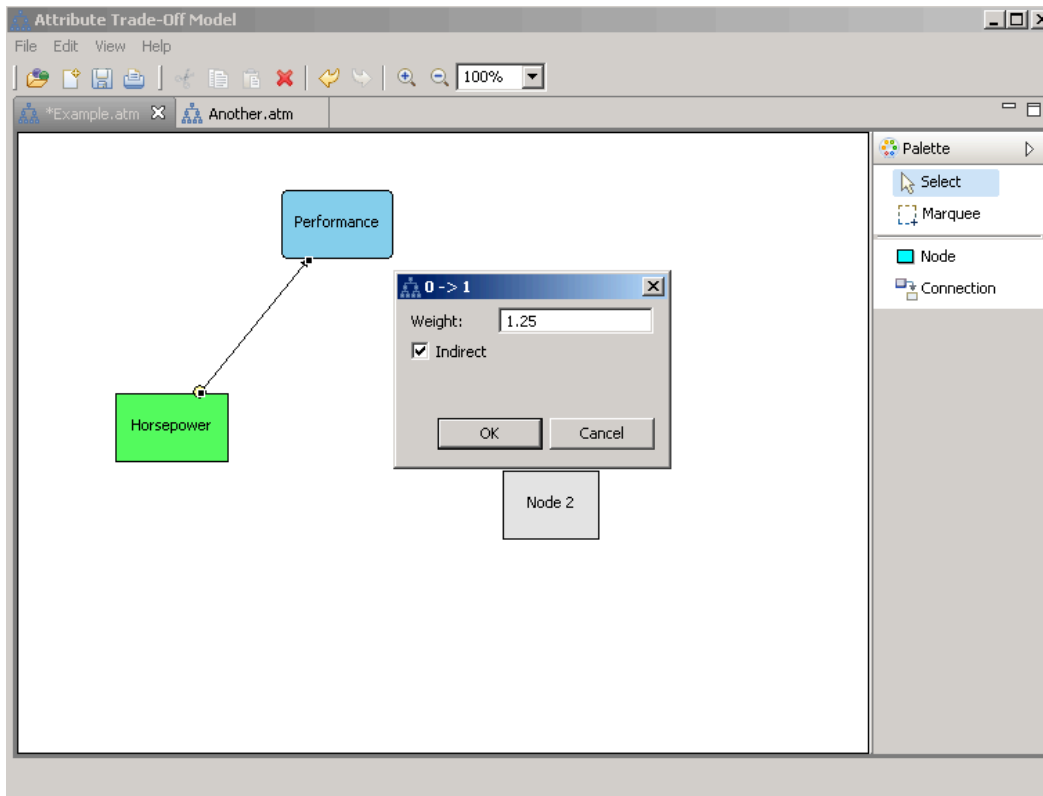 Attribute Trade-Off Model
File Edit View Help
100%
*Example.atm
Another.atm
Palette
Select
Marquee
Node
Connection
Performance
0 -> 1
Weight: 1.25
Indirect
OK Cancel
Horsepower
Node 2